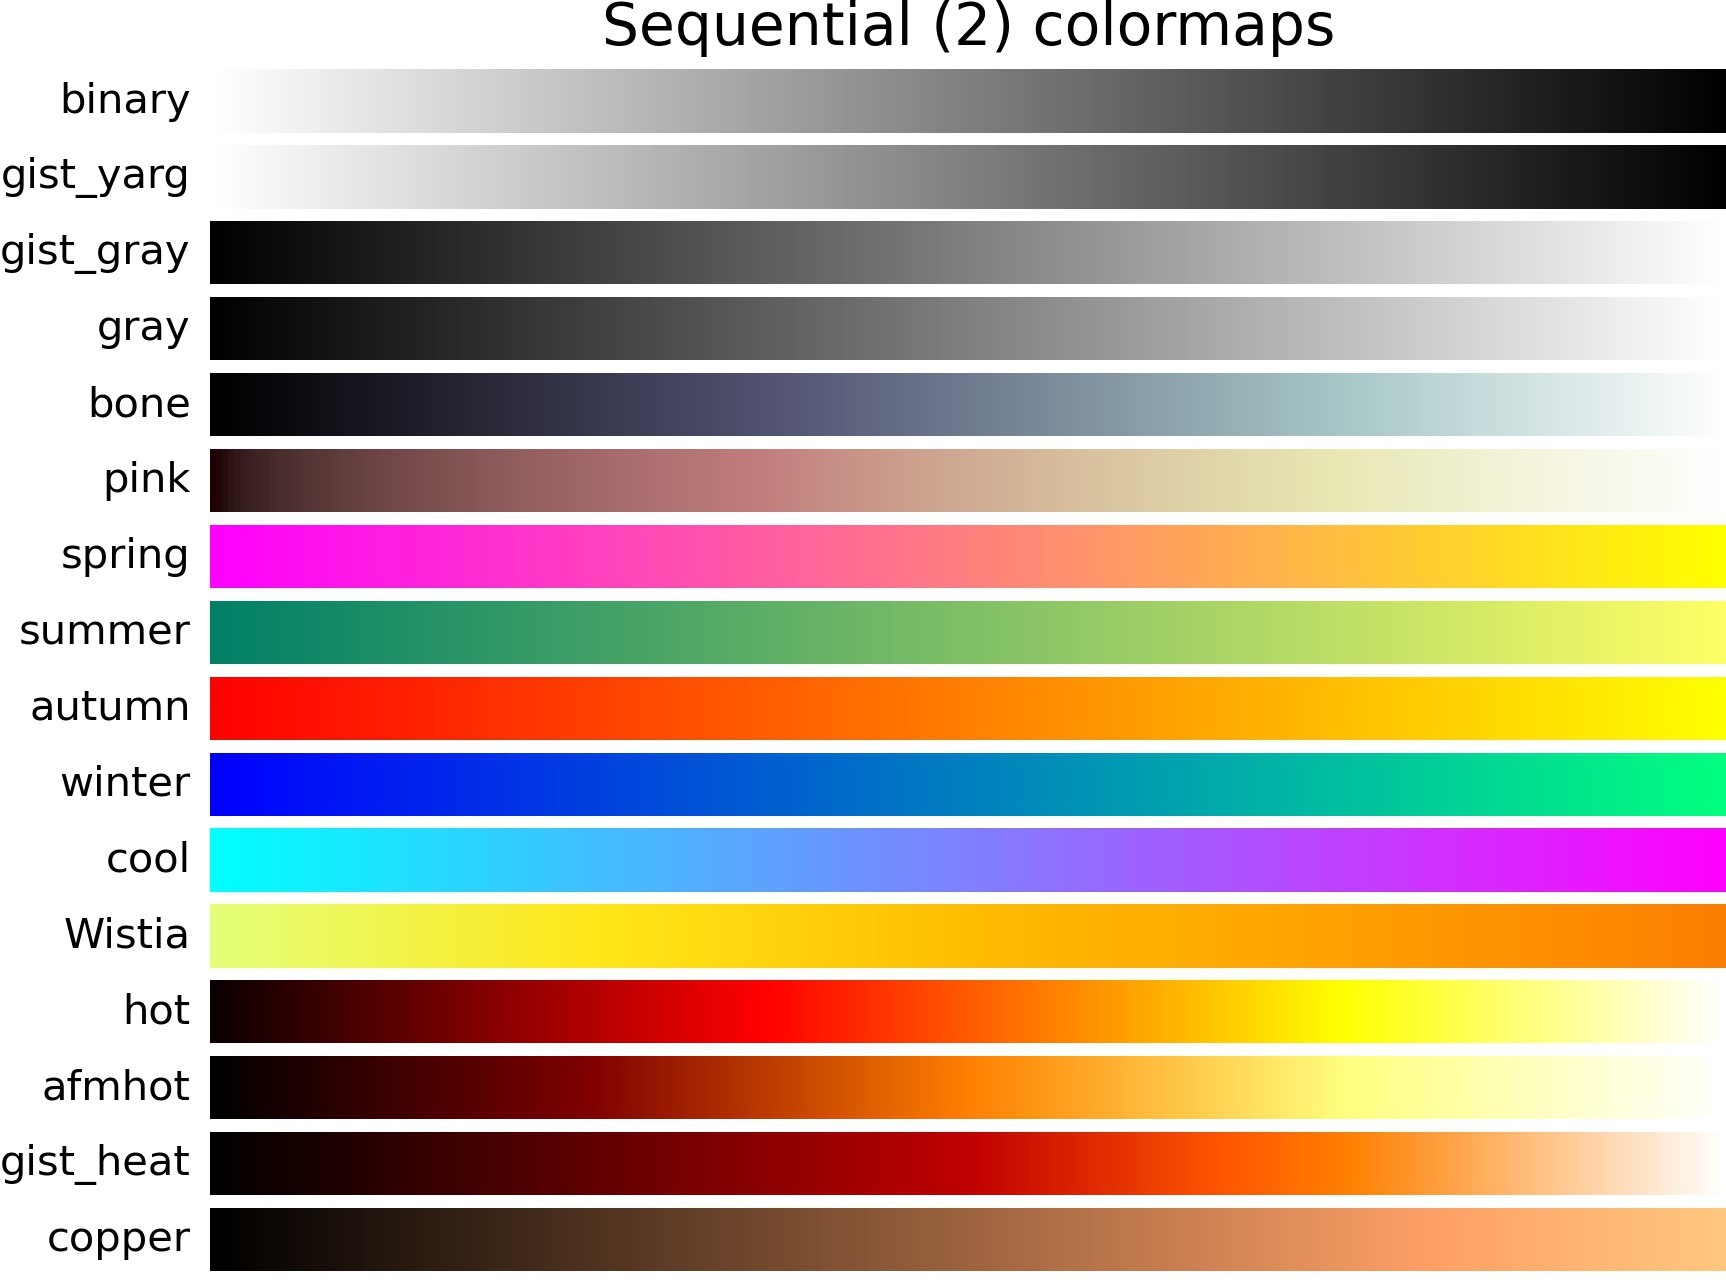 Sequential (2) colormaps
binary
gist_yarg
gist_gray
gray
bone
pink
spring
summer
autumn
winter
cool
Wistia
hot
afmhot
gist_heat
copper